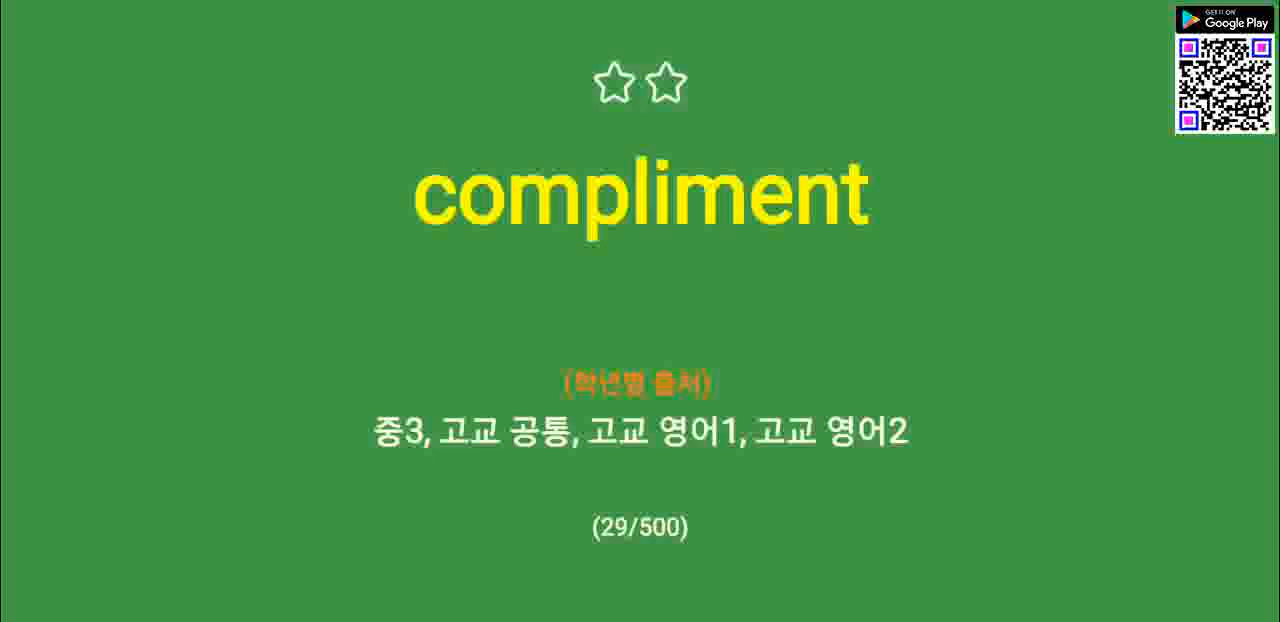 GET IT ON
Google Play
compliment
(학년별 출처)
중3, 고교 공통, 고교 영어1, 고교 영어2
(29/500)